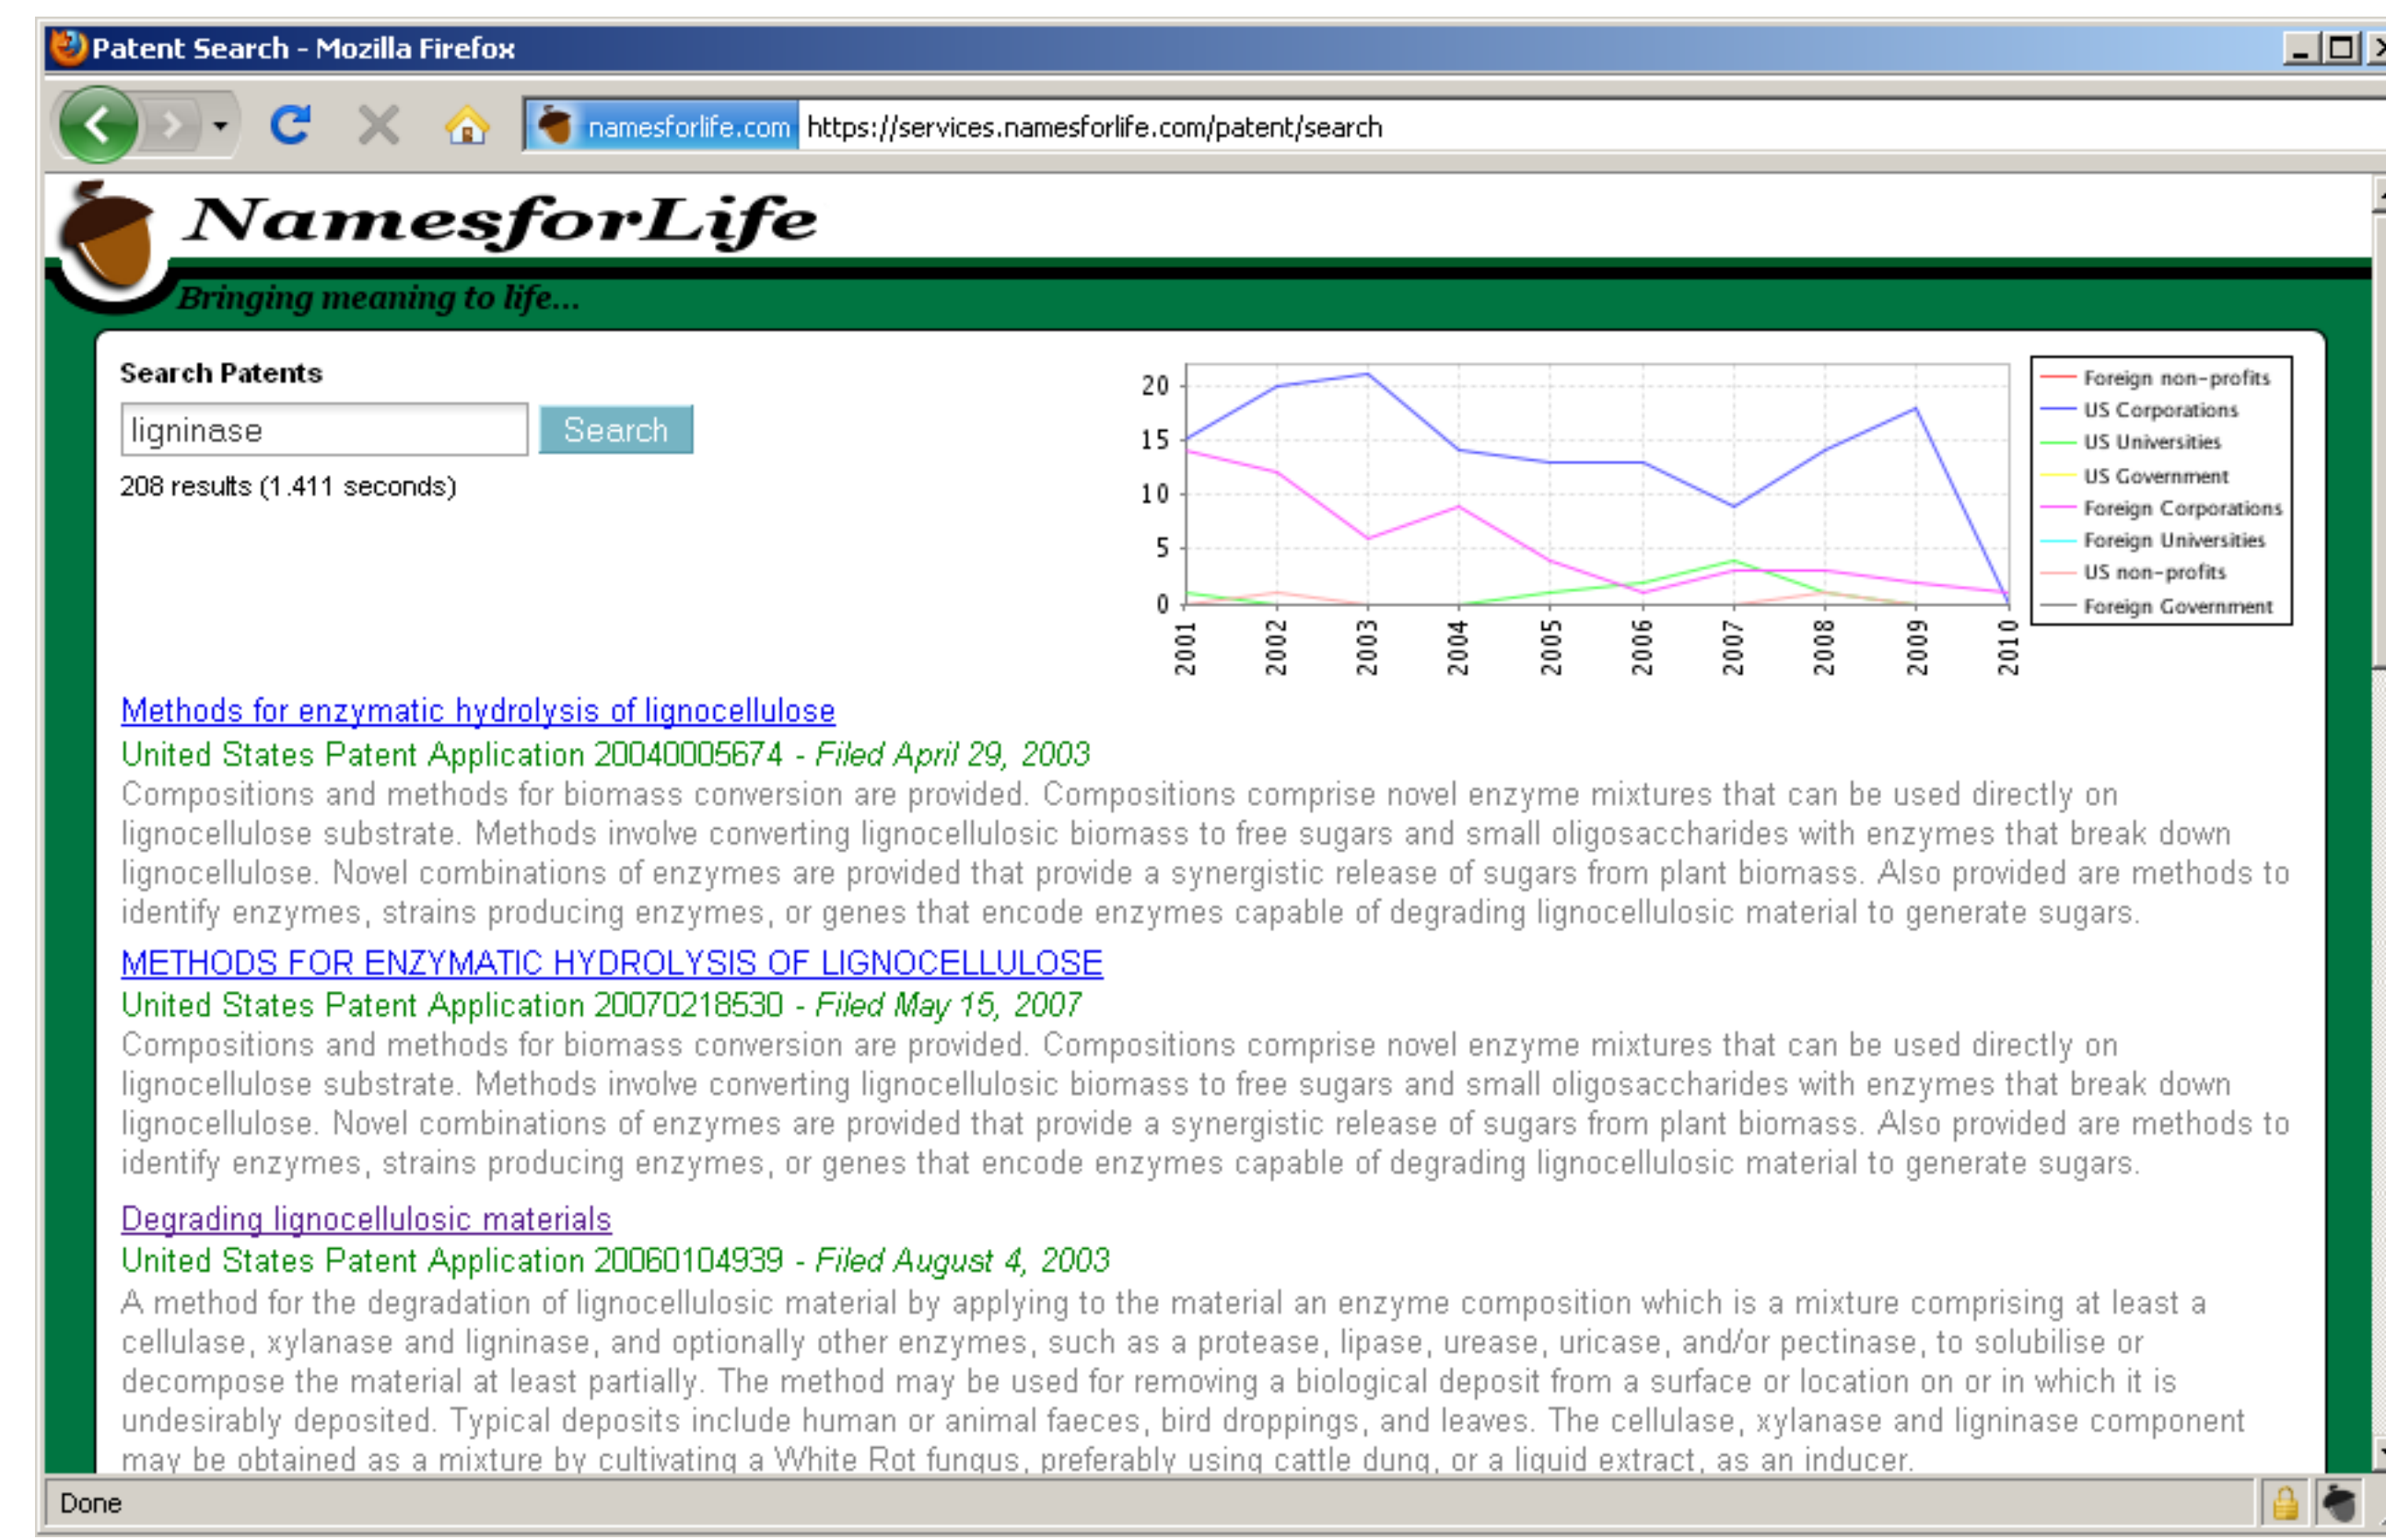 Patent Search - Mozilla Firefox
namesforlife.com https://services.namesforlife.com/patent/search
NamesforLife
Bringing meaning to life...
Search Patents
ligninase Search
208 results (1.411 seconds)
20
15
10
5
0
2001 2002 2003 2004 2005 2006 2007 2008 2009 2010
Foreign non-profits
US Corporations
US Universities
US Government
Foreign Corporations
Foreign Universities
US non-profits
Foreign Government
Methods for enzymatic hydrolysis of lignocellulose
United States Patent Application 20040005674 - Filed April 29, 2003
Compositions and methods for biomass conversion are provided. Compositions comprise novel enzyme mixtures that can be used directly on
lignocellulose substrate. Methods involve converting lignocellulosic biomass to free sugars and small oligosaccharides with enzymes that break down
lignocellulose. Novel combinations of enzymes are provided that provide a synergistic release of sugars from plant biomass. Also provided are methods to
identify enzymes, strains producing enzymes, or genes that encode enzymes capable of degrading lignocellulosic material to generate sugars.
METHODS FOR ENZYMATIC HYDROLYSIS OF LIGNOCELLULOSE
United States Patent Application 20070218530 - Filed May 15, 2007
Compositions and methods for biomass conversion are provided. Compositions comprise novel enzyme mixtures that can be used directly on
lignocellulose substrate. Methods involve converting lignocellulosic biomass to free sugars and small oligosaccharides with enzymes that break down
lignocellulose. Novel combinations of enzymes are provided that provide a synergistic release of sugars from plant biomass. Also provided are methods to
identify enzymes, strains producing enzymes, or genes that encode enzymes capable of degrading lignocellulosic material to generate sugars.
Degrading lignocellulosic materials
United States Patent Application 20060104939 - Filed August 4, 2003
A method for the degradation of lignocellulosic material by applying to the material an enzyme composition which is a mixture comprising at least a
cellulase, xylanase and ligninase, and optionally other enzymes, such as a protease, lipase, urease, uricase, and/or pectinase, to solubilise or
decompose the material at least partially. The method may be used for removing a biological deposit from a surface or location on or in which it is
undesirably deposited. Typical deposits include human or animal faeces, bird droppings, and leaves. The cellulase, xylanase and ligninase component
may be obtained as a mixture by cultivating a White Rot fungus, preferably using cattle dung, or a liquid extract, as an inducer.
Done